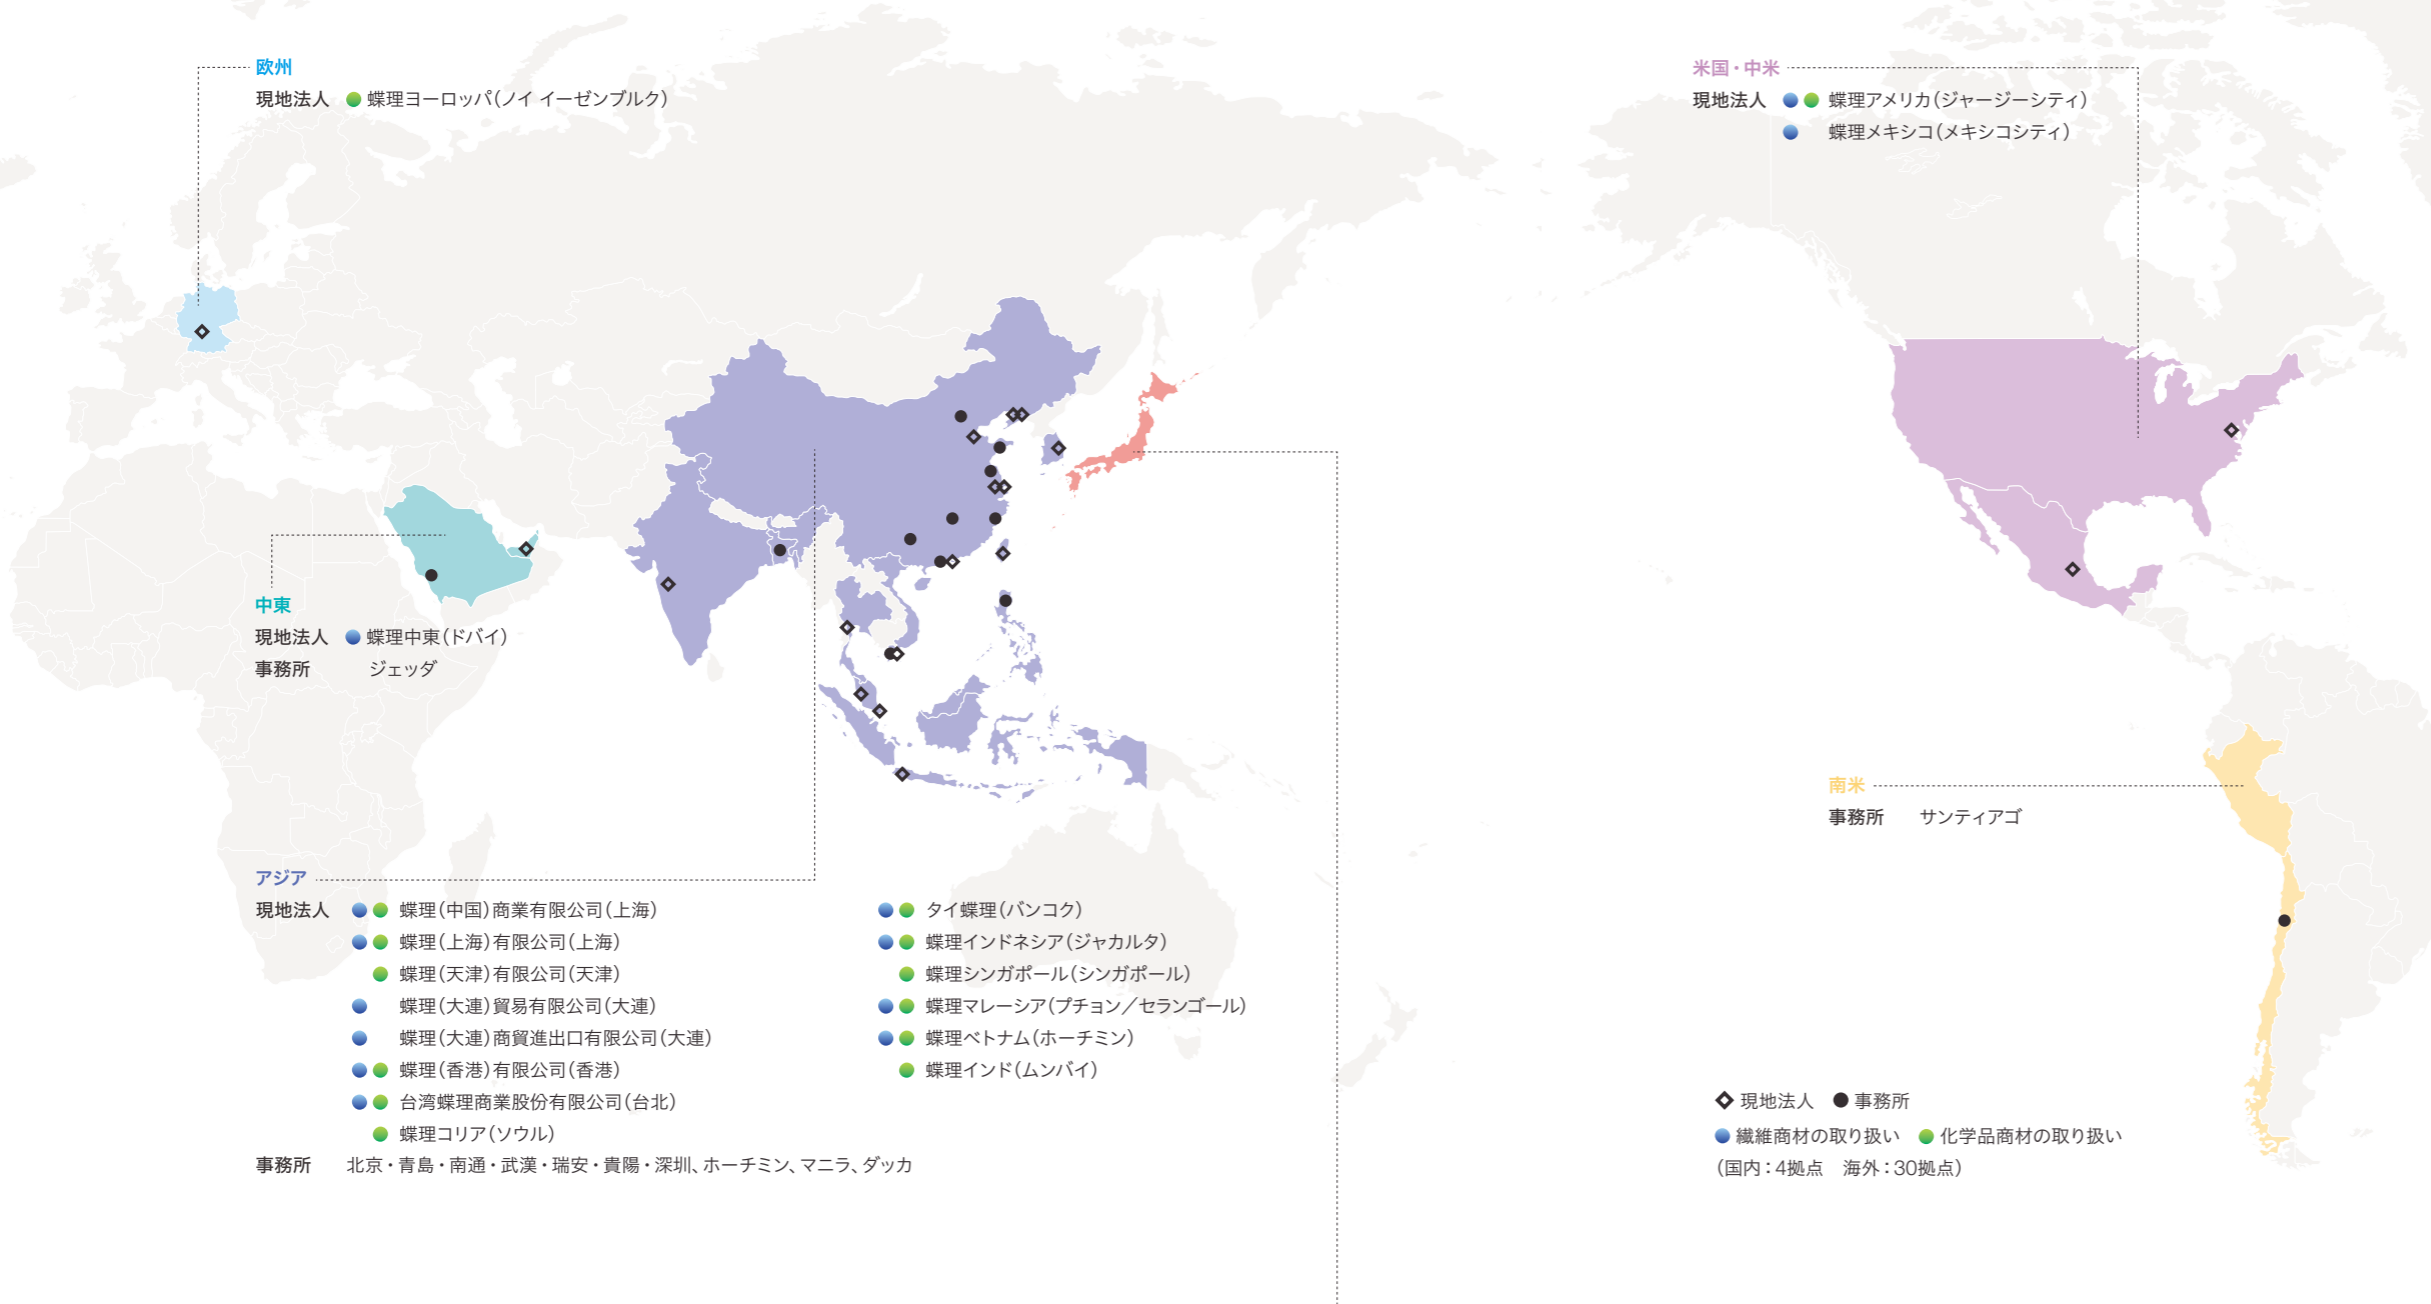 欧州
現地法人 蝶理ヨーロッパ（ノイ イーゼンブルク）
米国・中米
現地法人 蝶理アメリカ（ジャージーシティ）
蝶理メキシコ（メキシコシティ）
中東
現地法人 蝶理中東（ドバイ）
事務所 ジェッダ
南米
事務所 サンティアゴ
アジア
現地法人 蝶理（中国）商業有限公司（上海）
蝶理（上海）有限公司（上海）
蝶理（天津）有限公司（天津）
蝶理（大連）貿易有限公司（大連）
蝶理（大連）商貿進出口有限公司（大連）
蝶理（香港）有限公司（香港）
台湾蝶理商業股份有限公司（台北）
蝶理コリア（ソウル）
タイ蝶理（バンコク）
蝶理インドネシア（ジャカルタ）
蝶理シンガポール（シンガポール）
蝶理マレーシア（プチョン／セランゴール）
蝶理ベトナム（ホーチミン）
蝶理インド（ムンバイ）
事務所 北京・青島・南通・武漢・瑞安・貴陽・深圳、ホーチミン、マニラ、ダッカ
現地法人 事務所
繊維商材の取り扱い 化学品商材の取り扱い
（国内：4拠点 海外：30拠点）